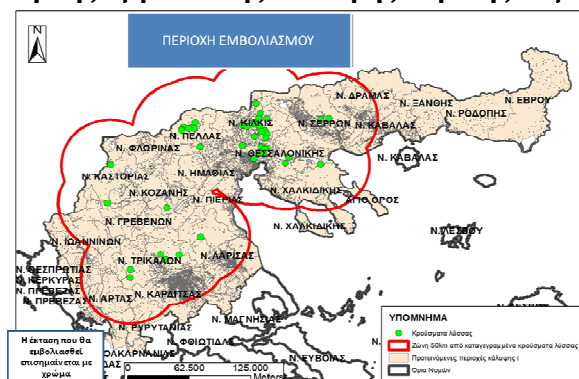 ΠΕΡΙΟΧΗ ΕΜΒΟΛΙΑΣΜΟΥ
N
Ν. ΔΡΑΜΑΣ
Ν. ΞΑΝΘΗΣ
Ν. ΕΒΡΟΥ
Ν. ΡΟΔΟΠΗΣ
Ν. ΚΙΛΚΙΣ
Ν. ΣΕΡΡΩΝ
Ν. ΚΑΒΑΛΑΣ
Ν. ΠΕΛΛΑΣ
Ν. ΦΛΩΡΙΝΑΣ
Ν. ΘΕΣΣΑΛΟΝΙΚΗΣ
Ν. ΚΑΒΑΛΑΣ
Ν. ΚΑΣΤΟΡΙΑΣ
Ν. ΗΜΑΘΙΑΣ
Ν. ΚΟΖΑΝΗΣ
Ν. ΠΙΕΡΙΑΣ
Ν. ΧΑΛΚΙΔΙΚΗΣ
ΑΓΙΟ ΟΡΟΣ
Ν. ΓΡΕΒΕΝΩΝ
Ν. ΧΑΛΚΙΔΙΚΗΣ
Ν. ΛΕΣΒΟΥ
Ν. ΙΩΑΝΝΙΝΩΝ
Ν. ΛΑΡΙΣΑΣ
Ν. ΤΡΙΚΑΛΩΝ
Ν. ΘΕΣΠΡΩΤΙΑΣ
Ν. ΚΕΡΚΥΡΑΣ
Ν. ΠΡΕΒΕΖΑΣ
Ν. ΠΡΕΒΕΖΑΣ
Ν. ΑΡΤΑΣ
Ν. ΚΑΡΔΙΤΣΑΣ
Ν. ΜΑΓΝΗΣΙΑΣ
Ν. ΕΥΡΥΤΑΝΙΑΣ
Ν. ΦΘΙΩΤΙΔΑΣ
Ν. ΕΥΒΟΙΑΣ
Η έκταση που θα
εμβολιασθεί
επισημαίνεται με
χρώμα
0 62.500 125.000
Meters
ΥΠΟΜΝΗΜΑ
Κρούσματα λύσσας
Ζώνη 50km από καταγεγραμμένα κρούσματα λύσσας
Προτεινόμενες περιοχές κάλυψης
Όρια Νομών